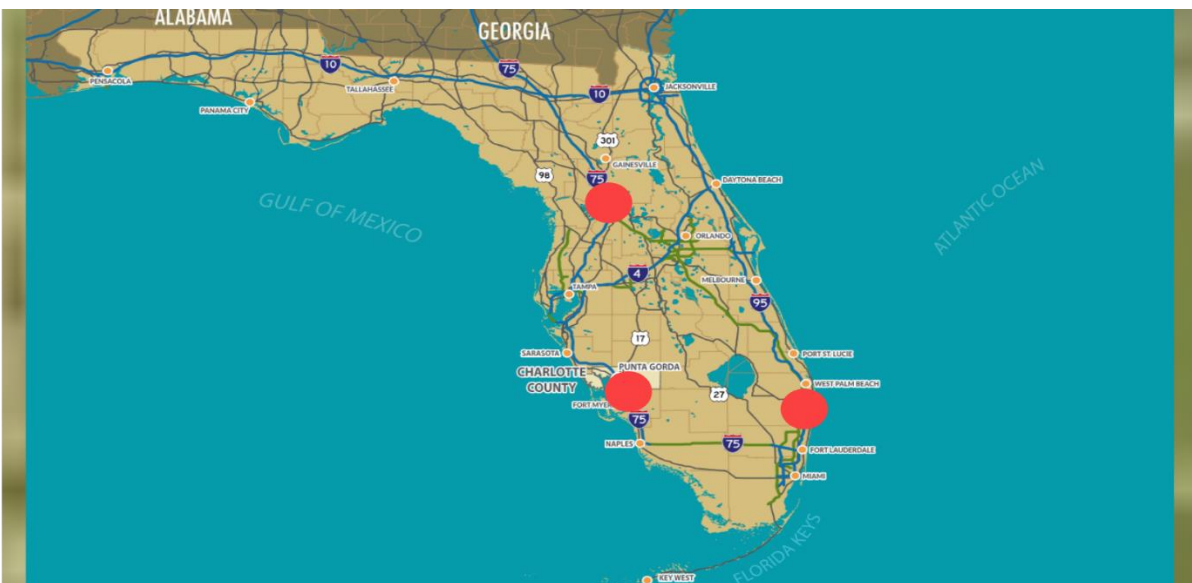 ALABAMA
GEORGIA
10
75
PENSACOLA
TALLAHASSEE
10
JACKSONVILLE
PANAMA CITY
301
GAINESVILLE
98
75
DAYTONA BEACH
GULF OF MEXICO
ATLANTIC OCEAN
ORLANDO
4
MELBOURNE
TAMPA
95
17
SARASOTA
PORT ST. LUCIE
CHARLOTTE
COUNTY
PUNTA GORDA
WEST PALM BEACH
27
FORT MYE
75
NAPLES
75
FORT LAUDERDALE
MIAMI
FLORIDA KEYS
KEY WEST